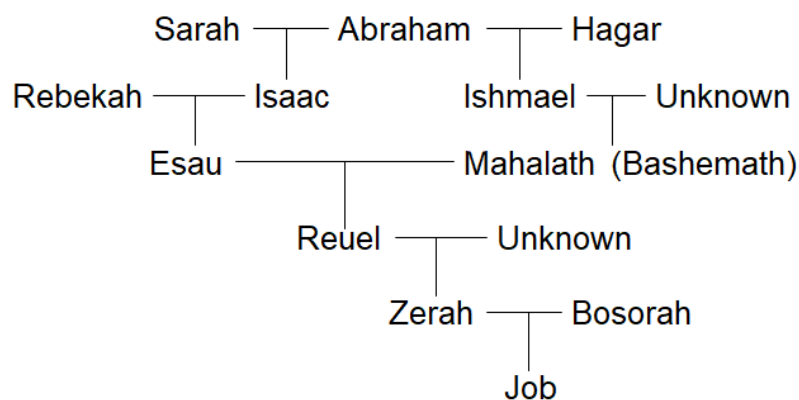 Sarah Abraham Hagar
Rebekah Isaac Ishmael Unknown
Esau Mahalath (Bashemath)
Reuel Unknown
Zerah Bosorah
Job